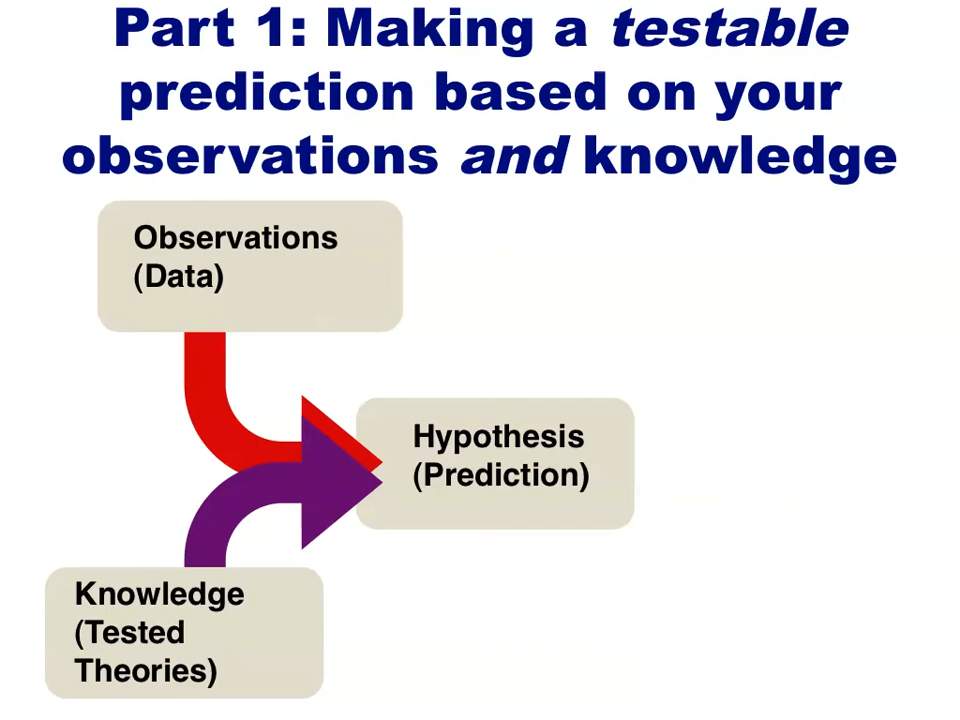 Part 1: Making a testable
prediction based on your
observations and knowledge
Observations
(Data)
Hypothesis
(Prediction)
Knowledge
(Tested
Theories)